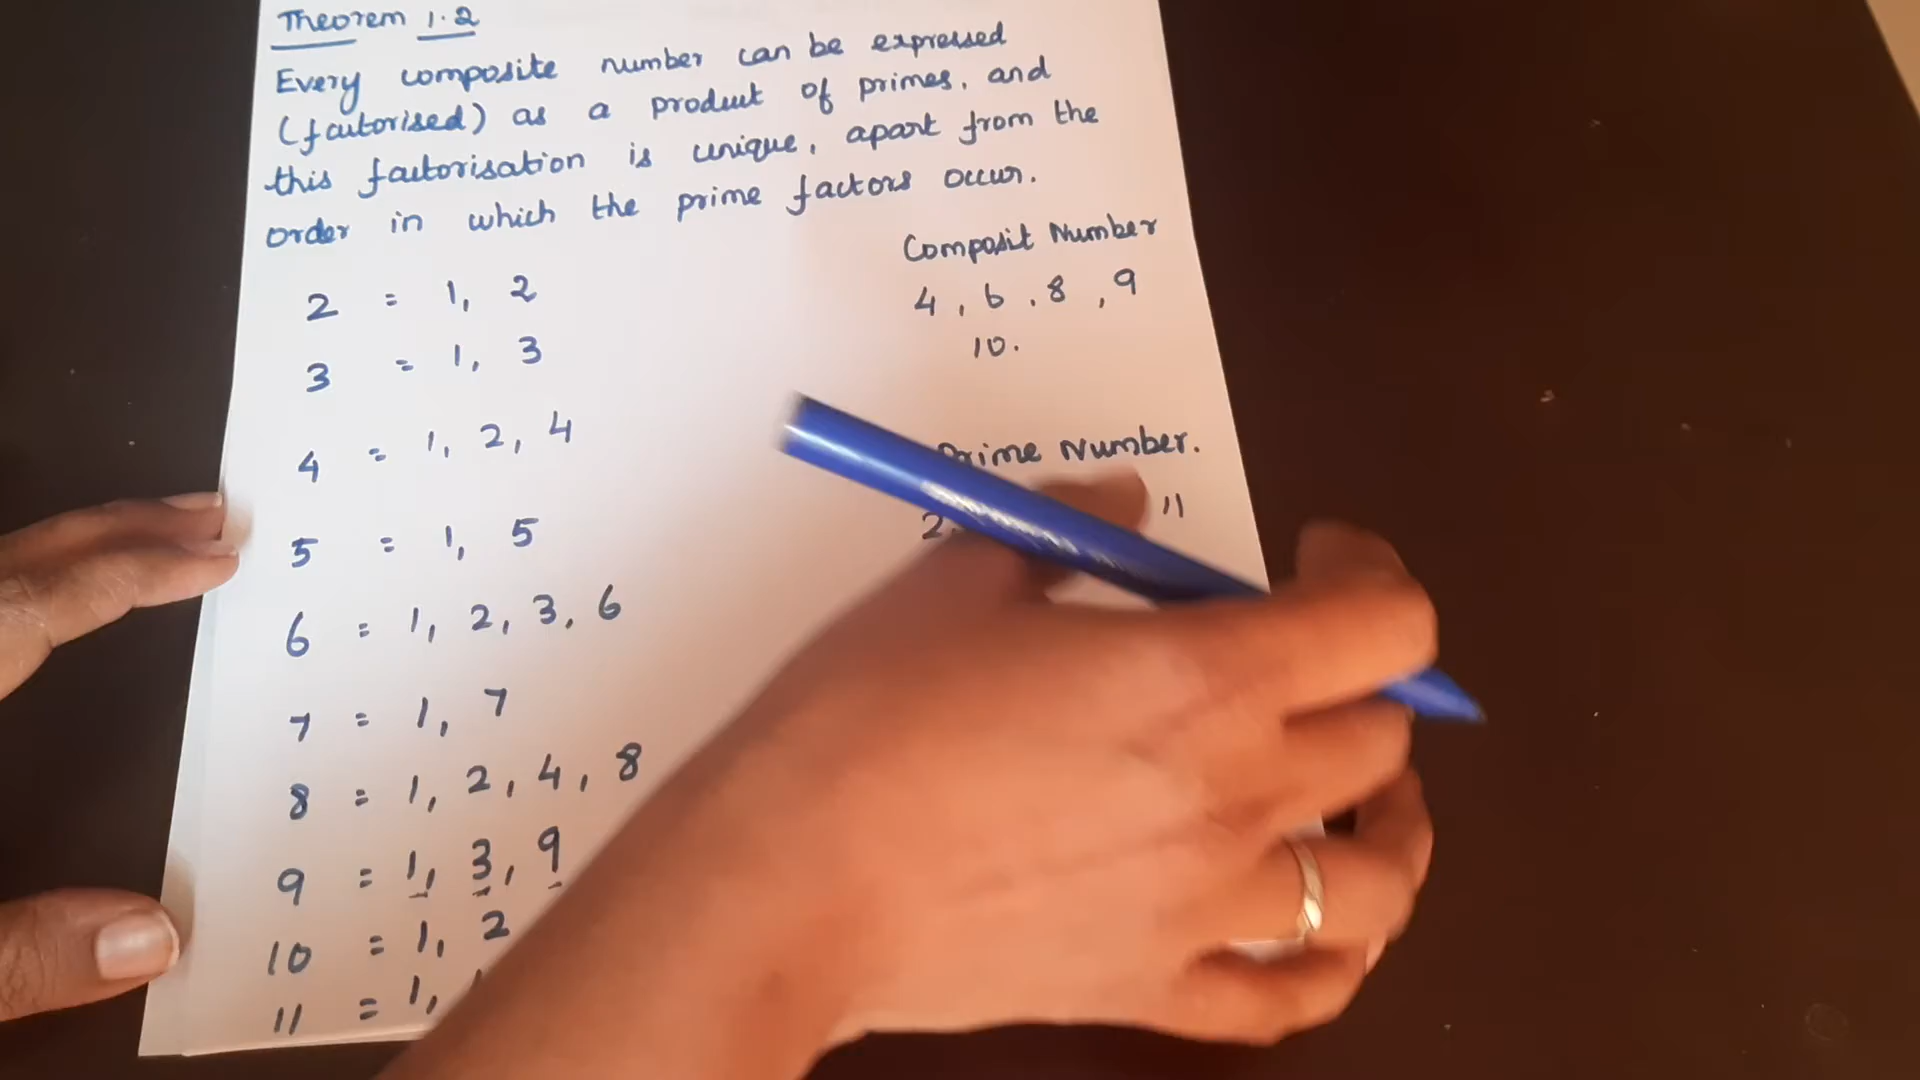 Theorem 1.2
Every composite number can be expressed
(factorised) as a product of primes, and
this factorisation is unique, apart from the
order in which the prime factors occur.
Composit Number
4, 6, 8, 9
10.
Prime Number.
2, 11
2 = 1, 2
3 = 1, 3
4 = 1, 2, 4
5 = 1, 5
6 = 1, 2, 3, 6
7 = 1, 7
8 = 1, 2, 4, 8
9 = 1, 3, 9
10 = 1, 2
11 = 1,